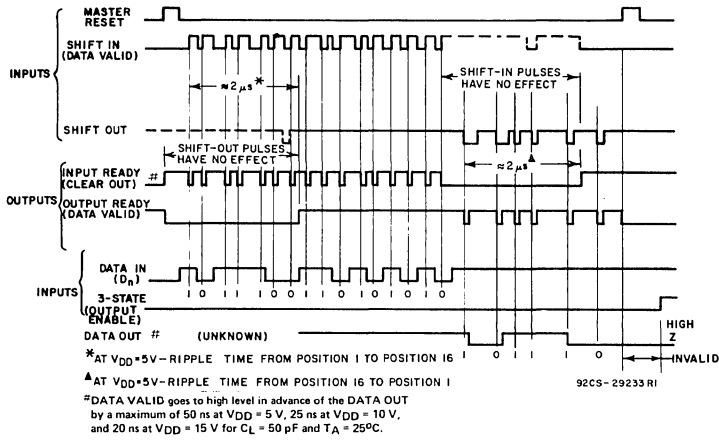 MASTER
RESET
SHIFT IN
(DATA VALID)
INPUTS
≈2 μs*
SHIFT-IN PULSES
HAVE NO EFFECT
SHIFT OUT
SHIFT-OUT PULSES
HAVE NO EFFECT
≈2 μs▲
INPUT READY #
(CLEAR OUT)
OUTPUTS
OUTPUT READY
(DATA VALID)
DATA IN
(Dn)
INPUTS
1 0 1 1 1 0 0 1 0 1 0 1 0 1 0
3-STATE
(OUTPUT
ENABLE)
DATA OUT # (UNKNOWN)
HIGH
Z
1 0 1 1 1 0
INVALID
*AT VDD=5V-RIPPLE TIME FROM POSITION 1 TO POSITION 16
▲AT VDD=5V-RIPPLE TIME FROM POSITION 16 TO POSITION 1
92CS-29233R1
#DATA VALID goes to high level in advance of the DATA OUT
by a maximum of 50 ns at VDD = 5 V, 25 ns at VDD = 10 V,
and 20 ns at VDD = 15 V for CL = 50 pF and TA = 25°C.